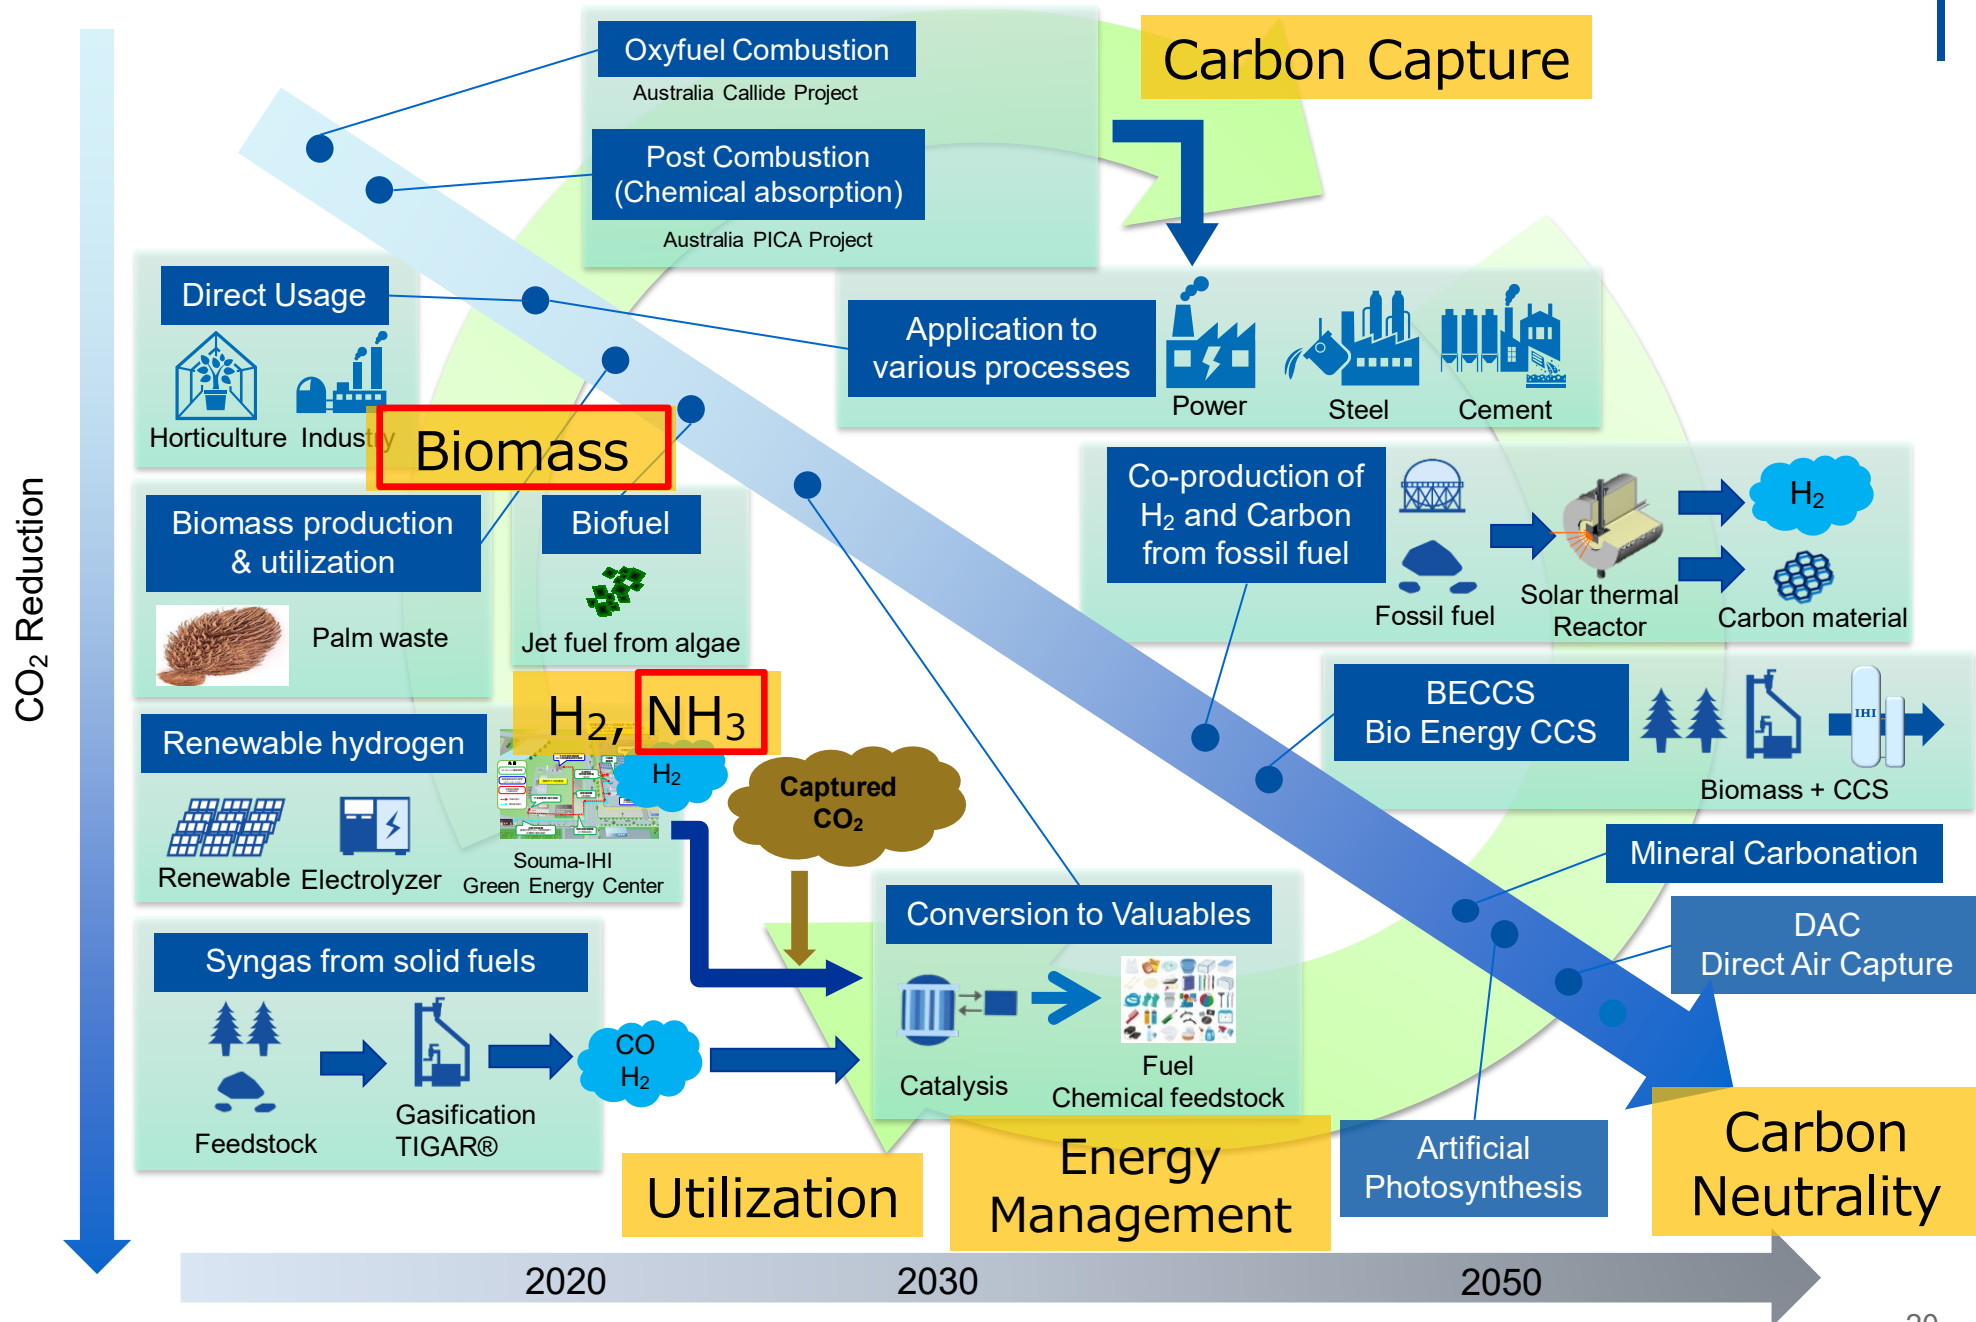 Carbon Capture
Oxyfuel Combustion
Australia Callide Project
Post Combustion
(Chemical absorption)
Australia PICA Project
Direct Usage
Horticulture
Industry
Application to
various processes
Power
Steel
Cement
Biomass
Biomass production
& utilization
Palm waste
Biofuel
Jet fuel from algae
Co-production of
H₂ and Carbon
from fossil fuel
Fossil fuel
Solar thermal
Reactor
H₂
Carbon material
CO₂ Reduction
H₂, NH₃
Renewable hydrogen
Renewable
Electrolyzer
H₂
Souma-IHI
Green Energy Center
Captured
CO₂
BECCS
Bio Energy CCS
IHI
Biomass + CCS
Mineral Carbonation
DAC
Direct Air Capture
Syngas from solid fuels
Feedstock
Gasification
TIGAR®
CO
H₂
Conversion to Valuables
Catalysis
Fuel
Chemical feedstock
Utilization
Energy
Management
Artificial
Photosynthesis
Carbon
Neutrality
2020
2030
2050